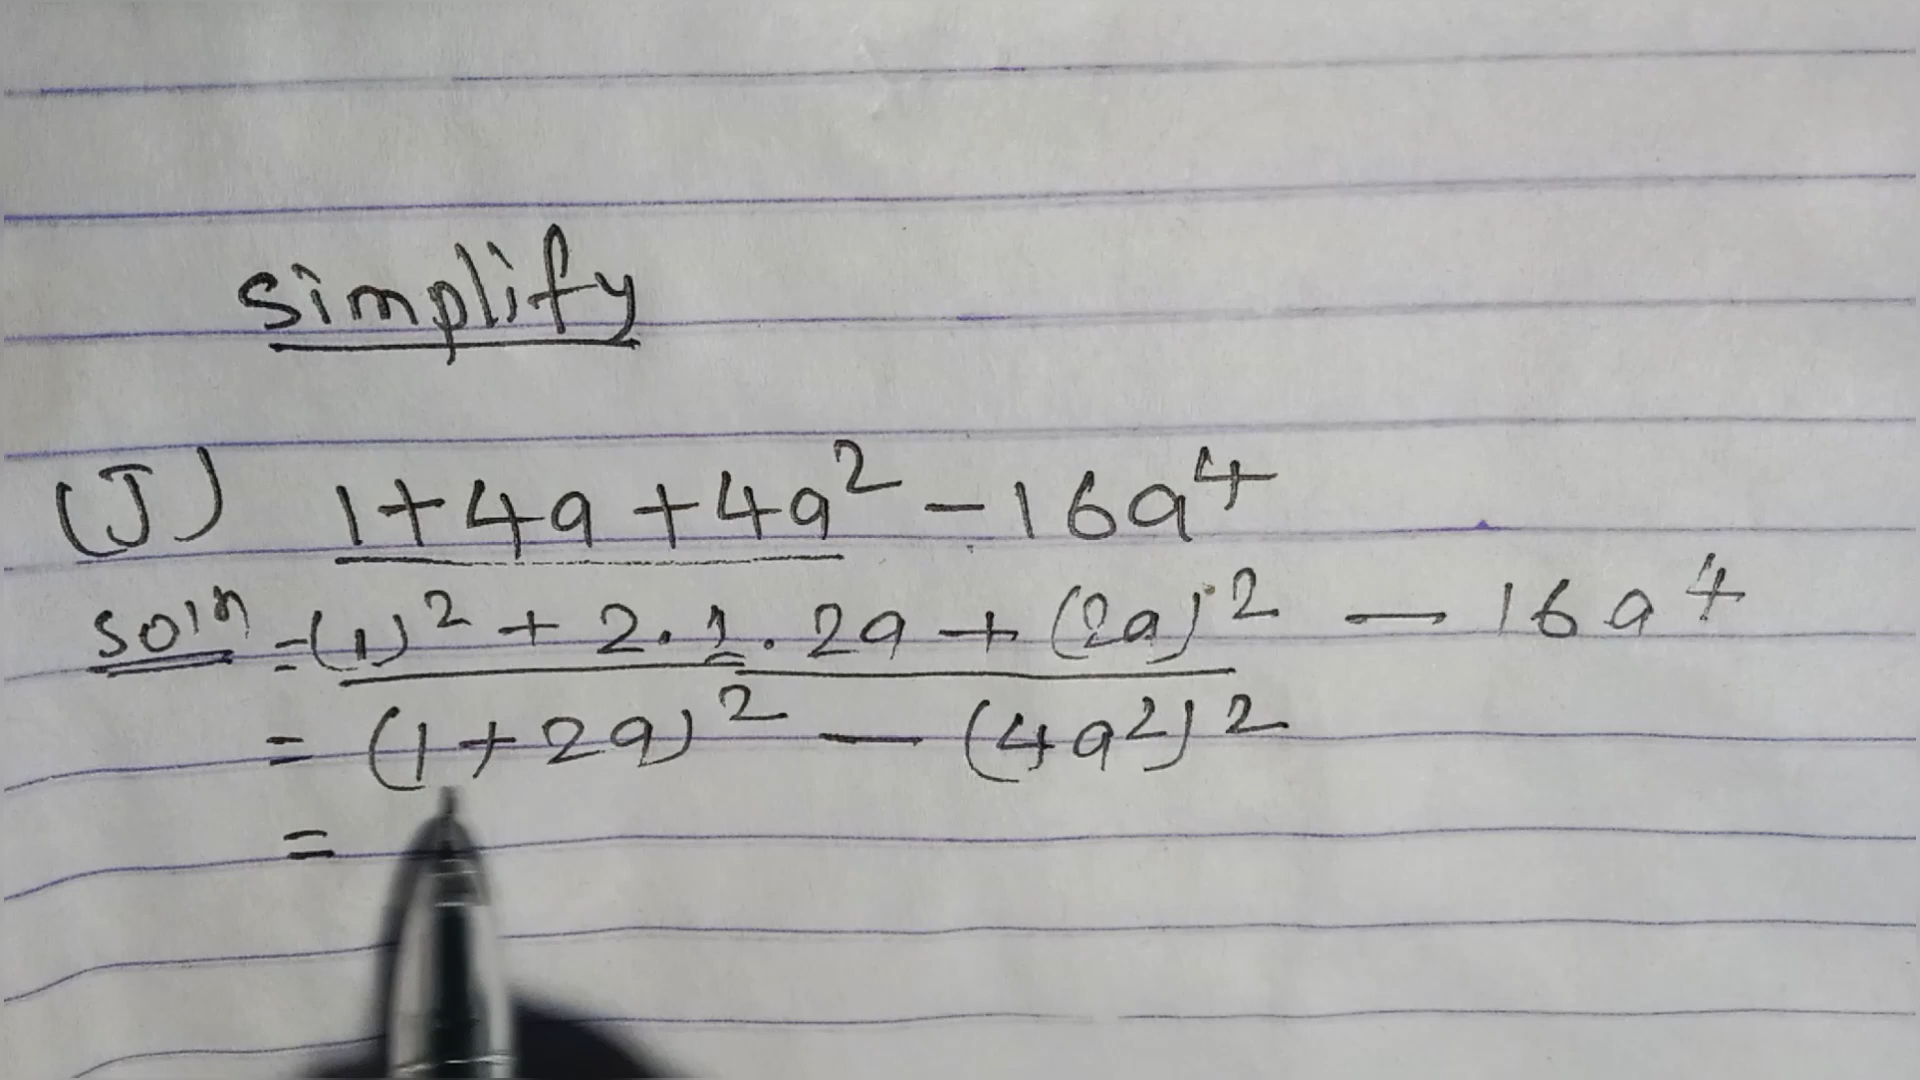 simplify
(J) 1+4a+4a²-16a⁴
soln =(1)²+2.1.2a+(2a)²-16a⁴
=(1+2a)²-(4a²)²
=